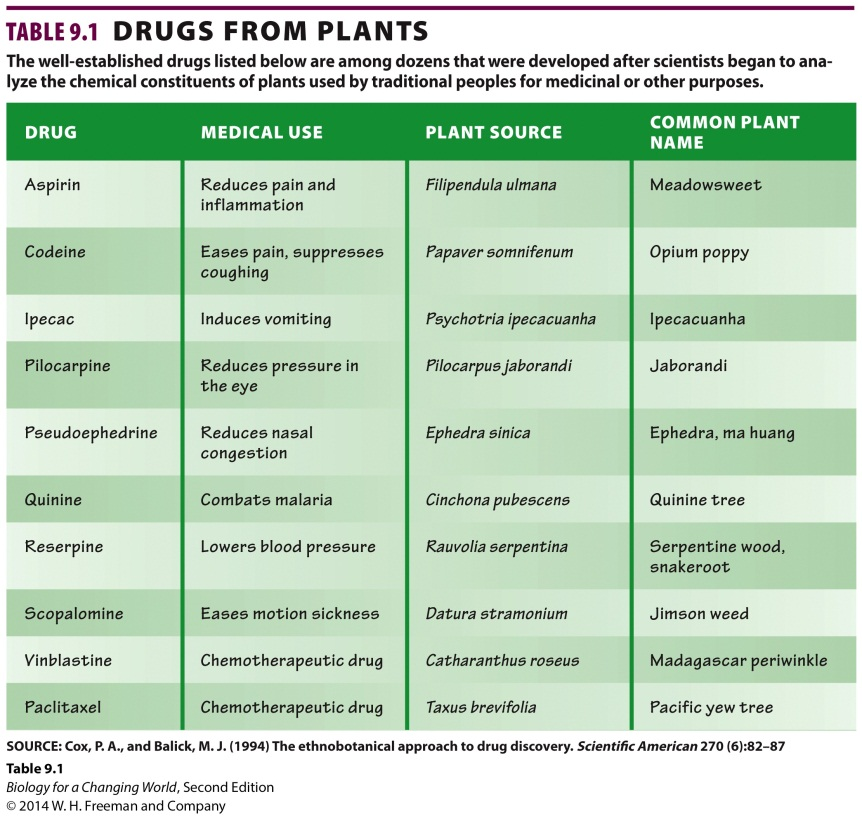 TABLE 9.1 DRUGS FROM PLANTS
The well-established drugs listed below are among dozens that were developed after scientists began to ana-
lyze the chemical constituents of plants used by traditional peoples for medicinal or other purposes.
DRUG MEDICAL USE PLANT SOURCE COMMON PLANT
NAME
Aspirin Reduces pain and Filipendula ulmana Meadowsweet
inflammation
Codeine Eases pain, suppresses Papaver somnifenum Opium poppy
coughing
Ipecac Induces vomiting Psychotria ipecacuanha Ipecacuanha
Pilocarpine Reduces pressure in Pilocarpus jaborandi Jaborandi
the eye
Pseudoephedrine Reduces nasal Ephedra sinica Ephedra, ma huang
congestion
Quinine Combats malaria Cinchona pubescens Quinine tree
Reserpine Lowers blood pressure Rauvolia serpentina Serpentine wood,
snakeroot
Scopalomine Eases motion sickness Datura stramonium Jimson weed
Vinblastine Chemotherapeutic drug Catharanthus roseus Madagascar periwinkle
Paclitaxel Chemotherapeutic drug Taxus brevifolia Pacific yew tree
SOURCE: Cox, P. A., and Balick, M. J. (1994) The ethnobotanical approach to drug discovery. Scientific American 270 (6):82–87
Table 9.1
Biology for a Changing World, Second Edition
© 2014 W. H. Freeman and Company